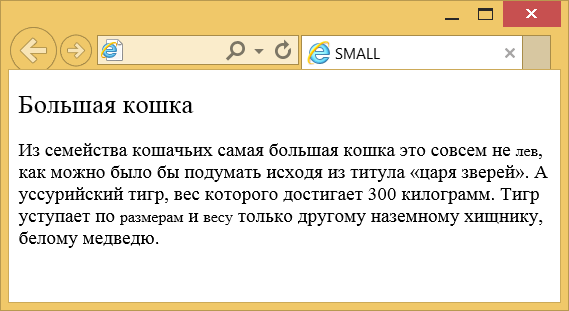 SMALL
Большая кошка
Из семейства кошачьих самая большая кошка это совсем не лев,
как можно было бы подумать исходя из титула «царя зверей». А
уссурийский тигр, вес которого достигает 300 килограмм. Тигр
уступает по размерам и весу только другому наземному хищнику,
белому медведю.